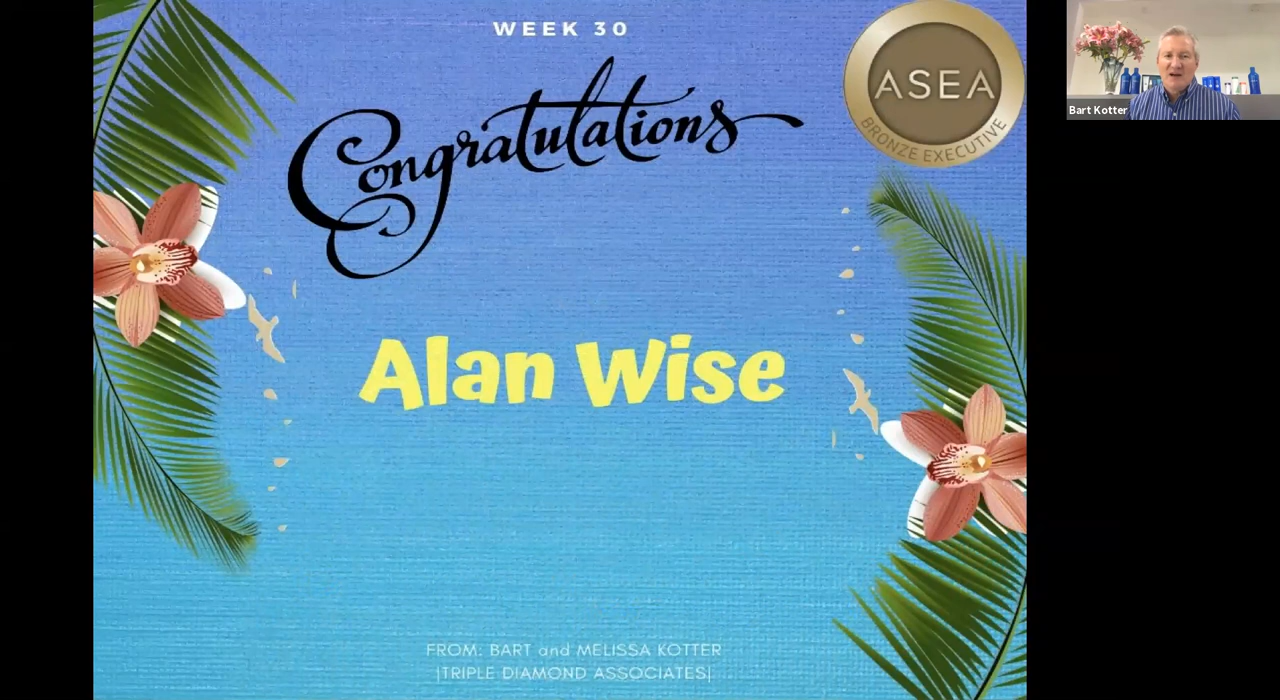 WEEK 30
Congratulations
ASEA
BRONZE EXECUTIVE
Alan Wise
FROM: BART and MELISSA KOTTER
|TRIPLE DIAMOND ASSOCIATES|
Bart Kotter